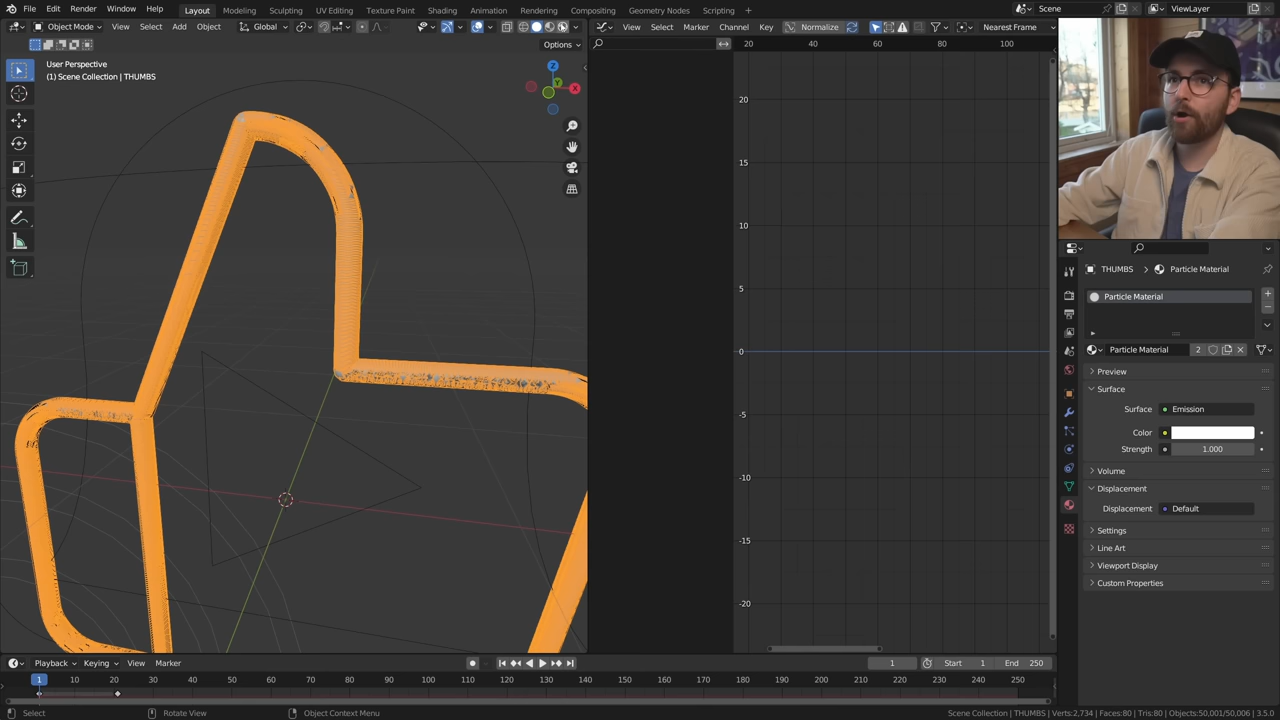 File Edit Render Window Help Layout Modeling Sculpting UV Editing Texture Paint Shading Animation Rendering Compositing Geometry Nodes Scripting Scene ViewLayer
Object Mode View Select Add Object Global View Select Marker Channel Key Normalize Nearest Frame
Options
20 40 60 80 100
User Perspective
(1) Scene Collection | THUMBS
Z
Y
X
20
15
10
5
0
-5
-10
-15
-20
THUMBS Particle Material
Particle Material
Particle Material 2
Preview
Surface
Surface Emission
Color
Strength 1.000
Volume
Displacement
Displacement Default
Settings
Line Art
Viewport Display
Custom Properties
Playback Keying View Marker 1 Start 1 End 250
1 10 20 30 40 50 60 70 80 90 100 110 120 130 140 150 160 170 180 190 200 210 220 230 240 250
Select Rotate View Object Context Menu Scene Collection | THUMBS | Verts:2,734 | Faces:80 | Tris:80 | Objects:50,001/50,006 | 3.5.0